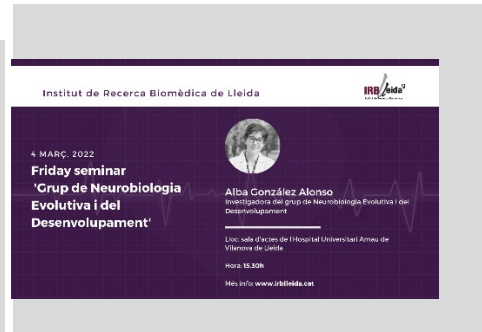 Institut de Recerca Biomèdica de Lleida
IRBLleida
4 MARÇ, 2022
Friday seminar
'Grup de Neurobiologia
Evolutiva i del
Desenvolupament'
Alba González Alonso
Investigadora del grup de Neurobiologia Evolutiva i del
Desenvolupament
Lloc: sala d'actes de l'Hospital Universitari Arnau de
Vilanova de Lleida
Hora: 15.30h
Més info: www.irblleida.cat